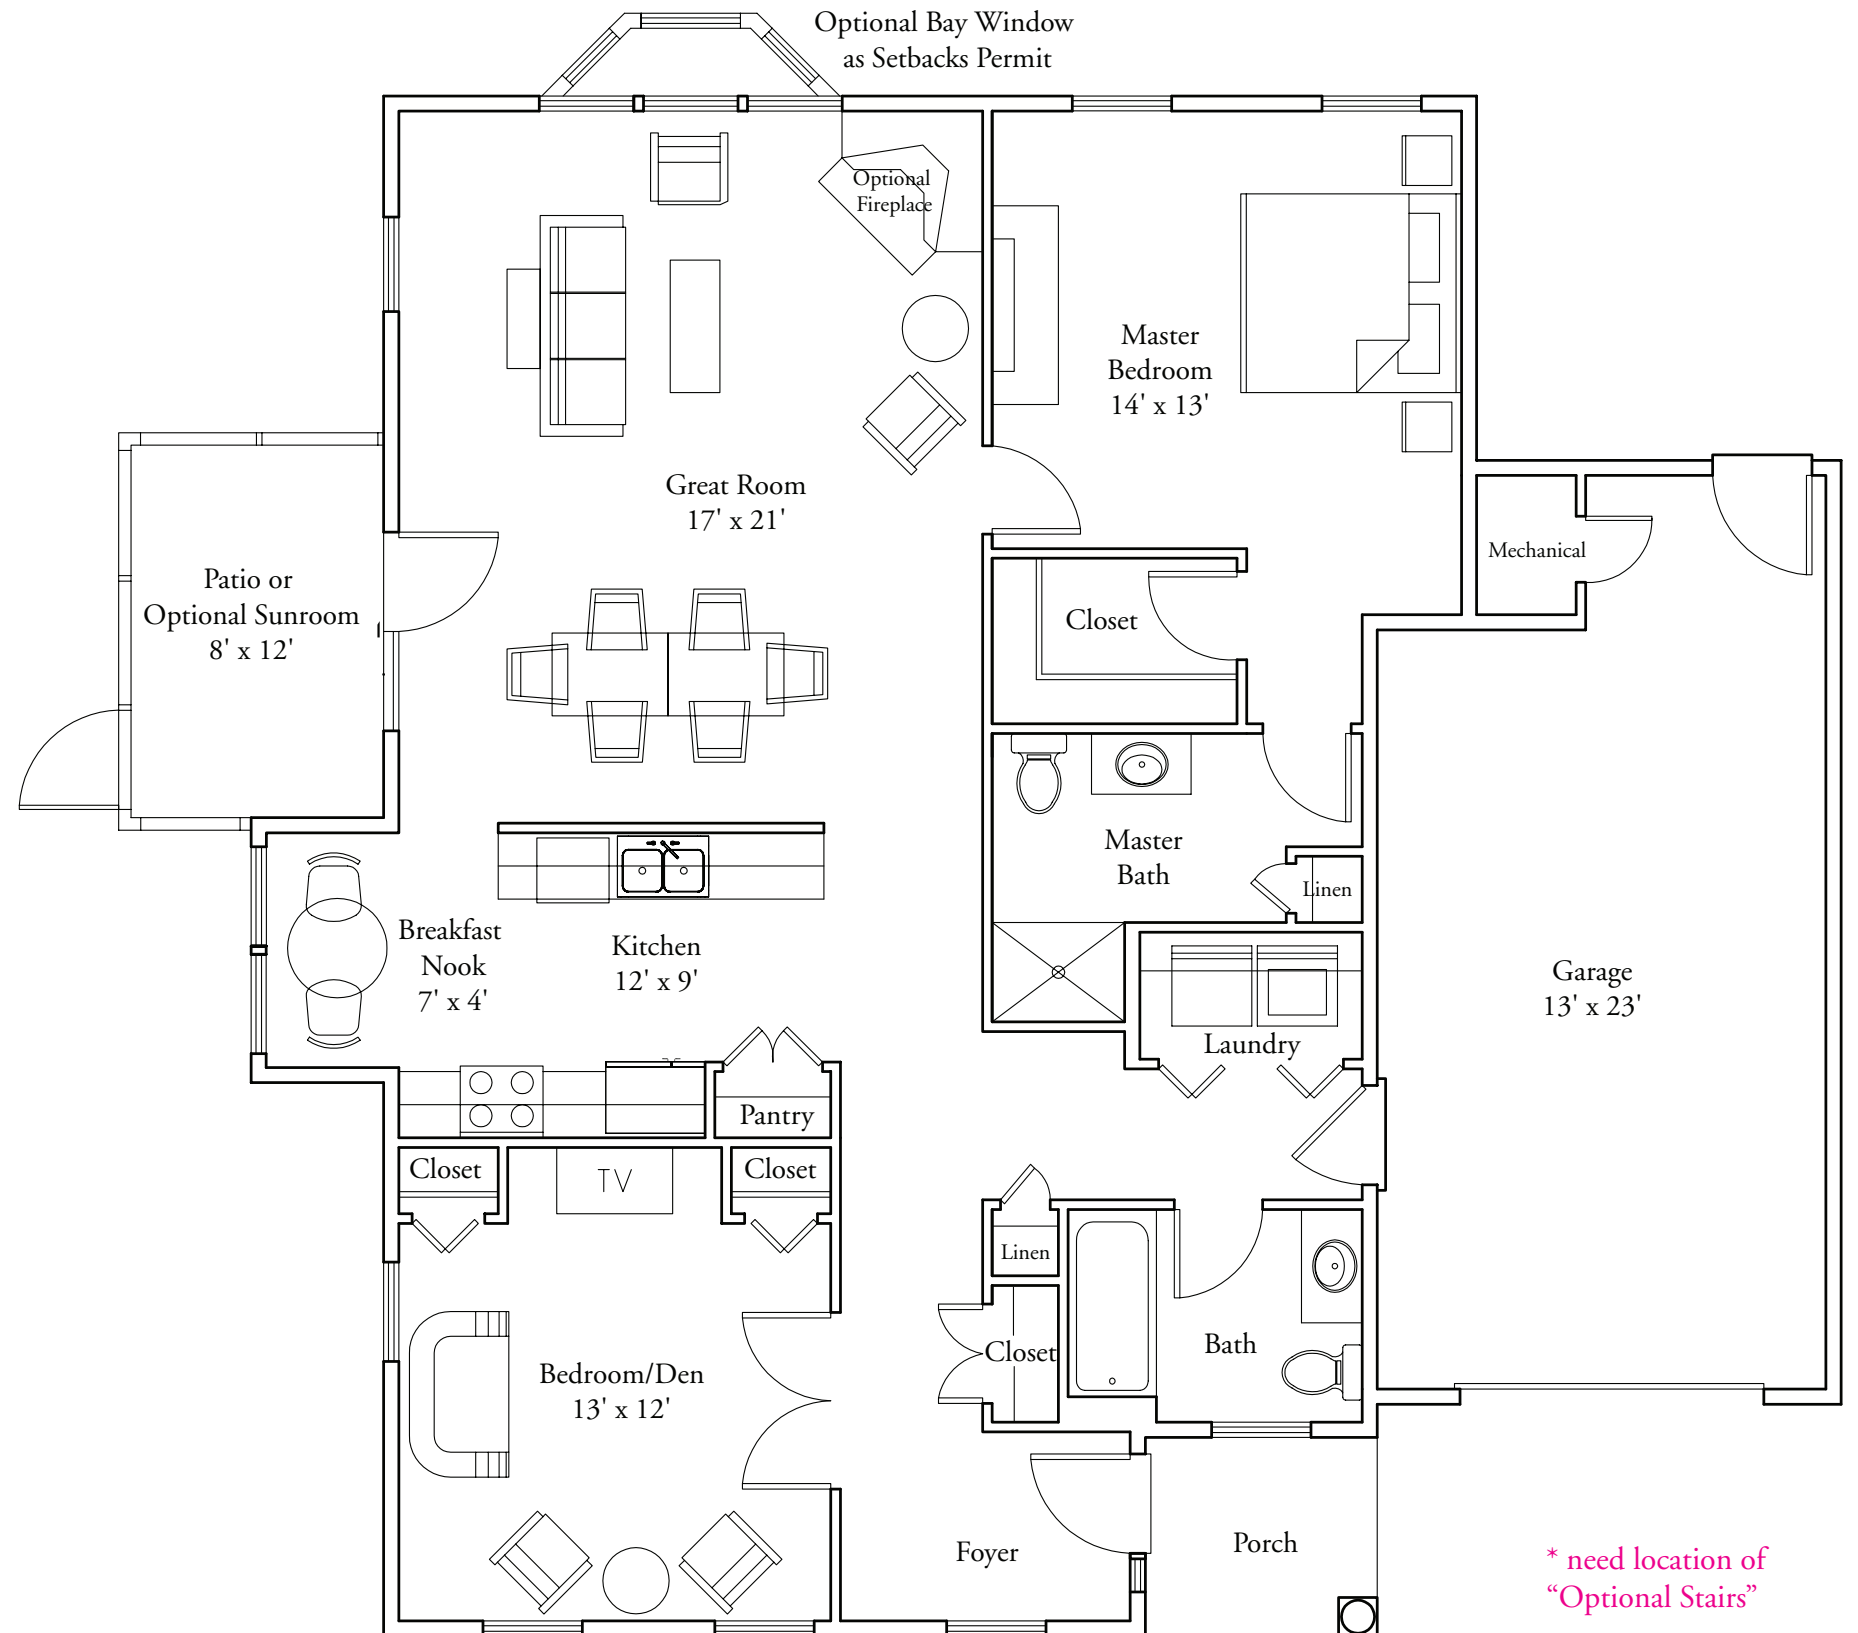 Optional Bay Window
as Setbacks Permit
Optional
Fireplace
Master
Bedroom
14' x 13'
Great Room
17' x 21'
Mechanical
Patio or
Optional Sunroom
8' x 12'
Closet
Master
Bath
Linen
Breakfast
Nook
7' x 4'
Kitchen
12' x 9'
Garage
13' x 23'
Laundry
Pantry
Closet
TV
Closet
Linen
Closet
Bath
Bedroom/Den
13' x 12'
Foyer
Porch
* need location of
“Optional Stairs”